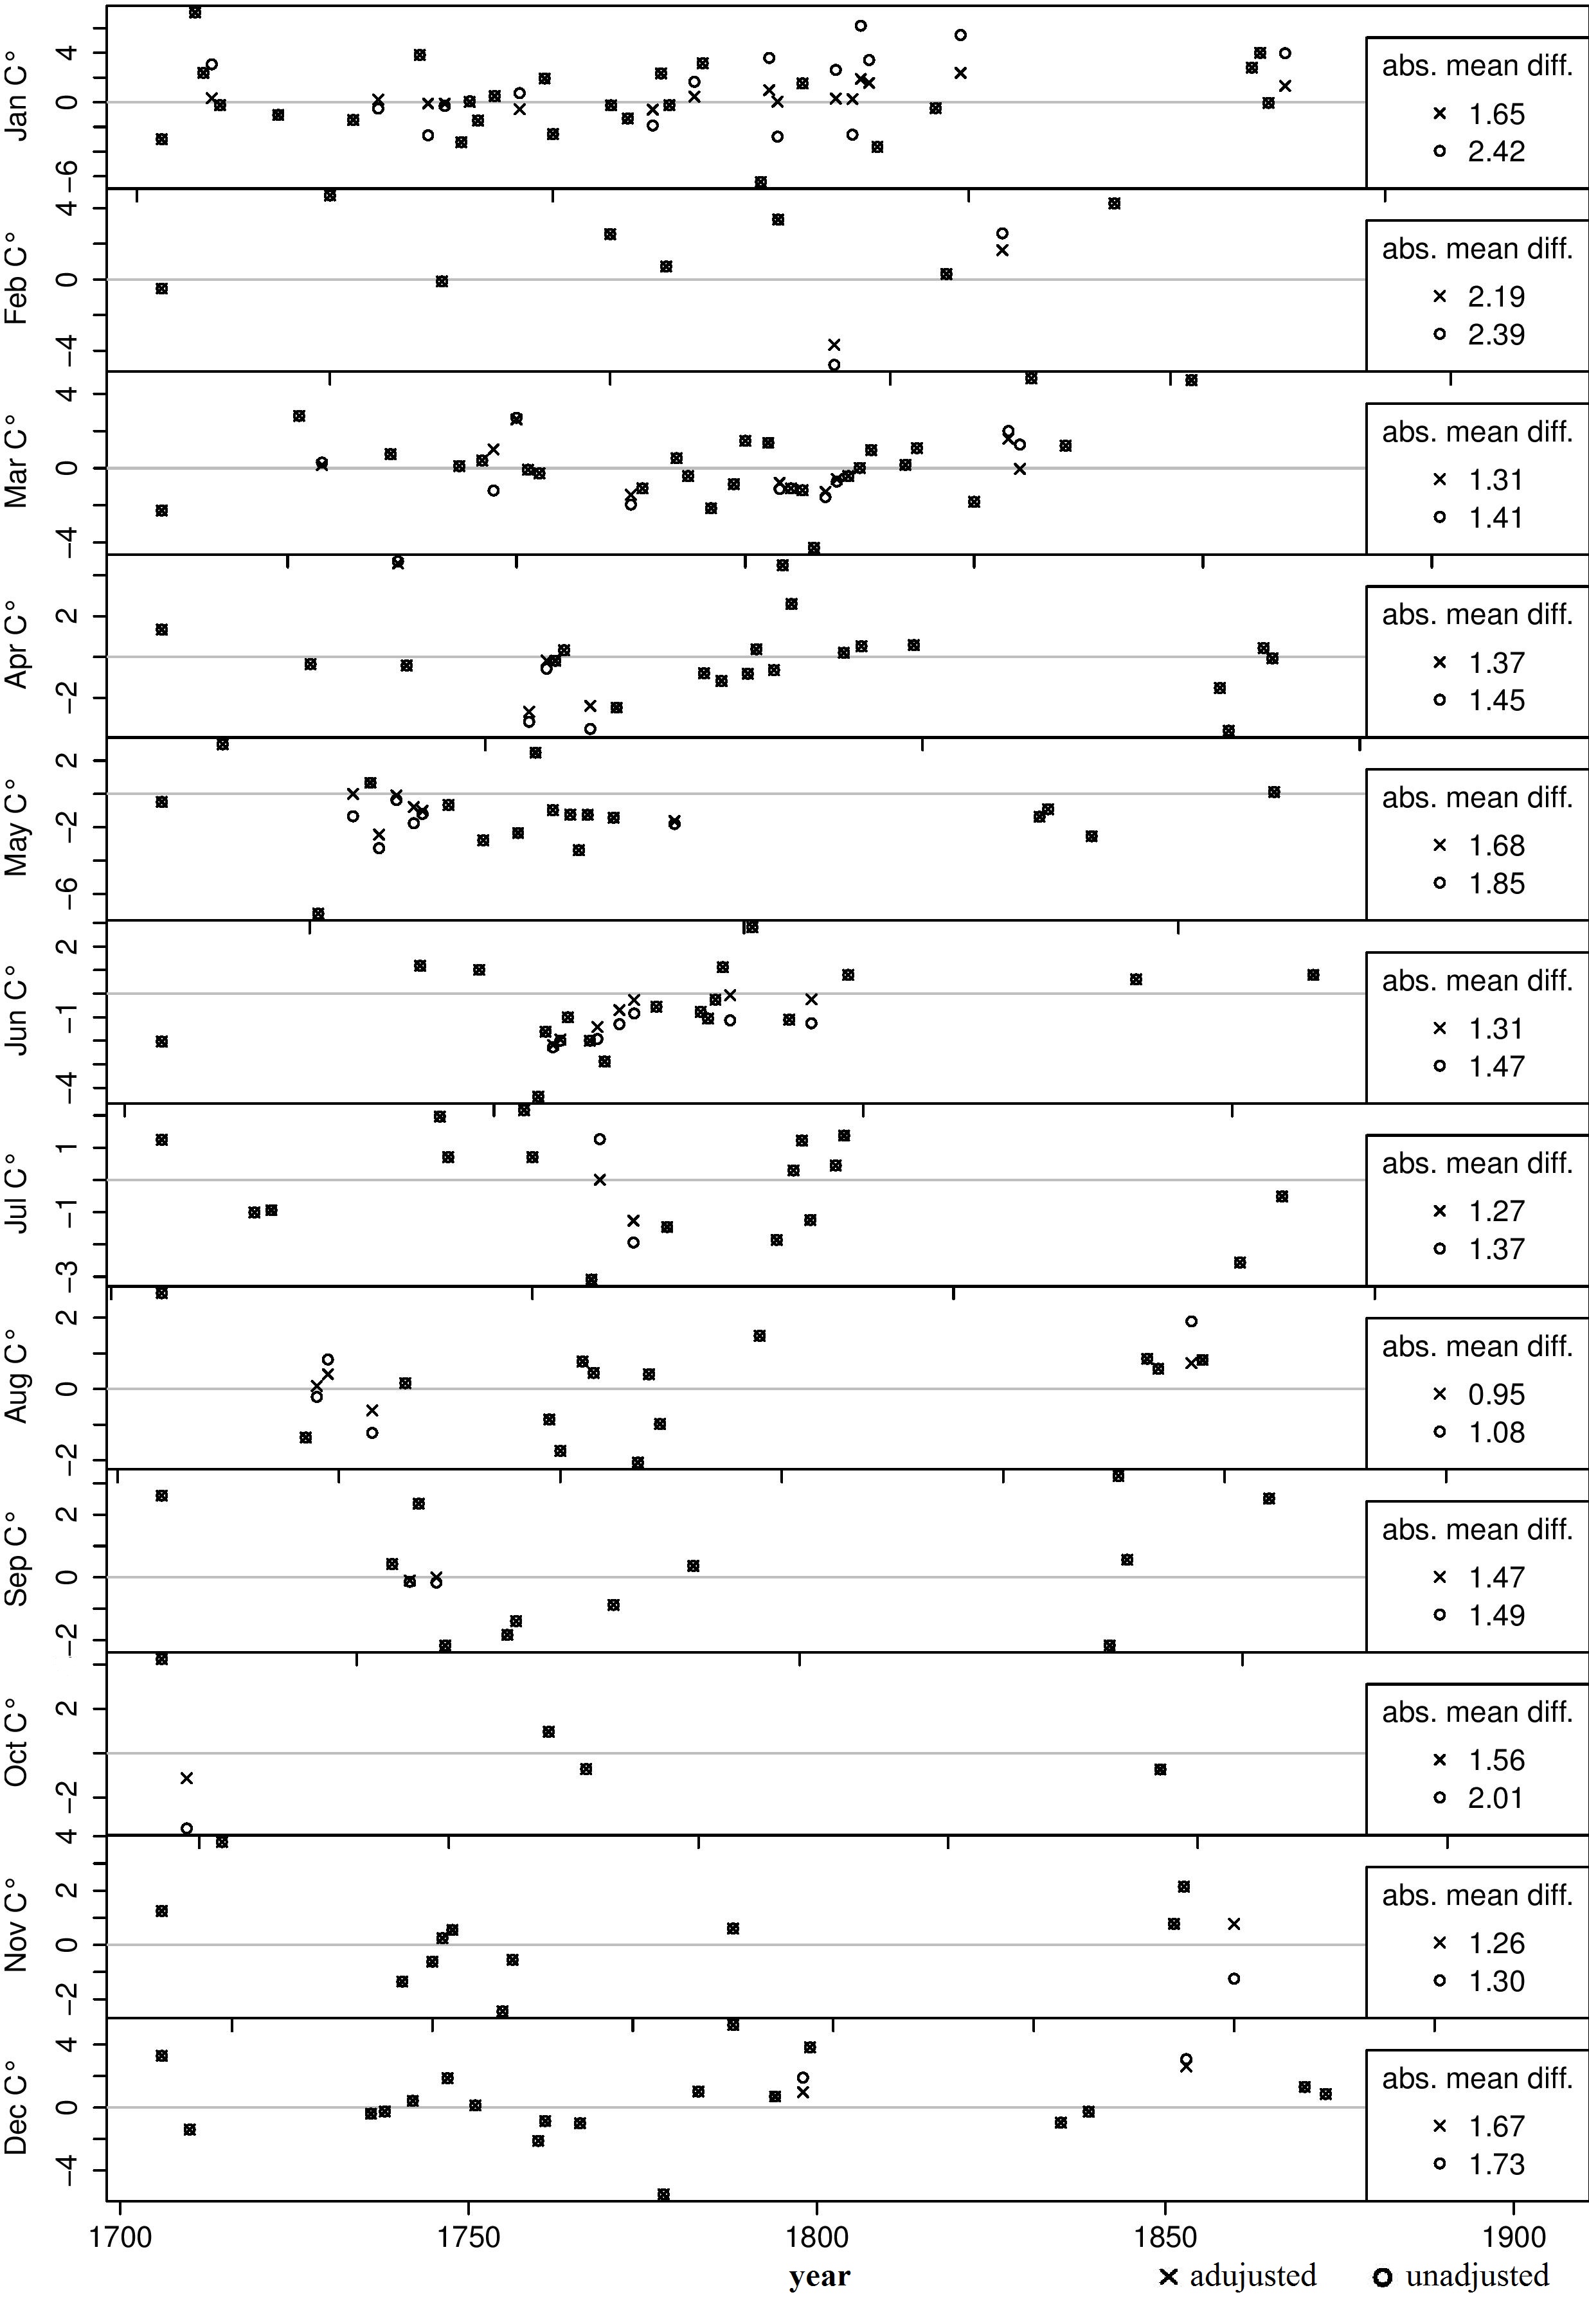 Jan C°
4
0
−6
abs. mean diff.
× 1.65
○ 2.42
Feb C°
4
0
−4
abs. mean diff.
× 2.19
○ 2.39
Mar C°
4
0
−4
abs. mean diff.
× 1.31
○ 1.41
Apr C°
2
−2
abs. mean diff.
× 1.37
○ 1.45
May C°
2
−2
−6
abs. mean diff.
× 1.68
○ 1.85
Jun C°
2
−1
−4
abs. mean diff.
× 1.31
○ 1.47
Jul C°
1
−1
−3
abs. mean diff.
× 1.27
○ 1.37
Aug C°
2
0
−2
abs. mean diff.
× 0.95
○ 1.08
Sep C°
2
0
−2
abs. mean diff.
× 1.47
○ 1.49
Oct C°
2
−2
abs. mean diff.
× 1.56
○ 2.01
Nov C°
4
2
0
−2
abs. mean diff.
× 1.26
○ 1.30
Dec C°
4
0
−4
abs. mean diff.
× 1.67
○ 1.73
1700 1750 1800 1850 1900
year
× adujusted ○ unadjusted